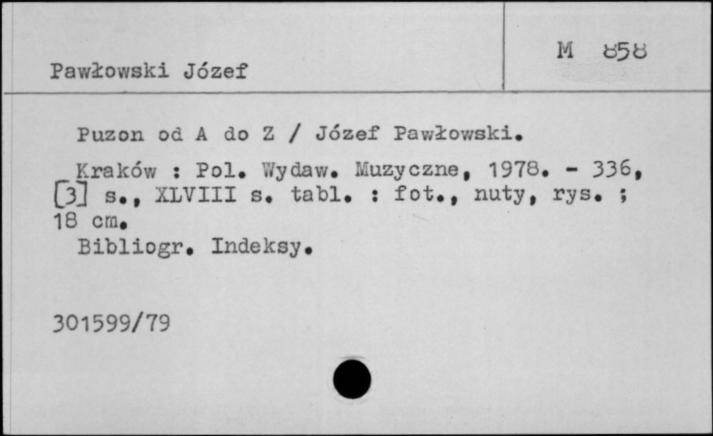 M 858
Pawłowski Józef
Puzon od A do Z / Józef Pawłowski.
Kraków : Pol. Wydaw. Muzyczne, 1978. - 336,
[3] s., XLVIII s. tabl. : fot., nuty, rys. ;
18 cm.
Bibliogr. Indeksy.
301599/79